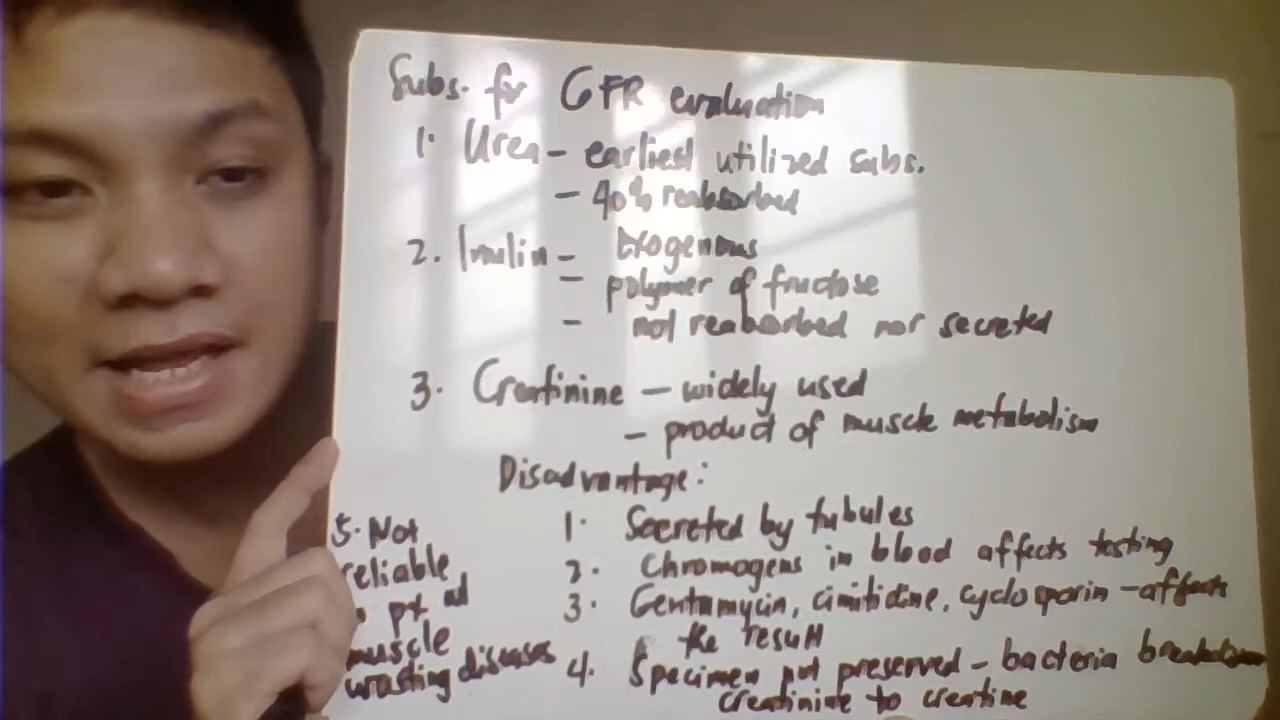 Subs. for GFR evaluation
1. Urea - earliest utilized subs.
- 40% reabsorbed
2. Inulin - Exogenous
- polymer of fructose
- not reabsorbed nor secreted
3. Creatinine - widely used
- product of muscle metabolism
Disadvantage:
1. Secreted by tubules
2. Chromogens in blood affects testing
3. Gentamycin, cimitidine, cyclosporin - affects
the result
4. Specimen not preserved - bacteria breakdown
creatinine to creatine
5. Not
reliable
pt
muscle
wasting diseases